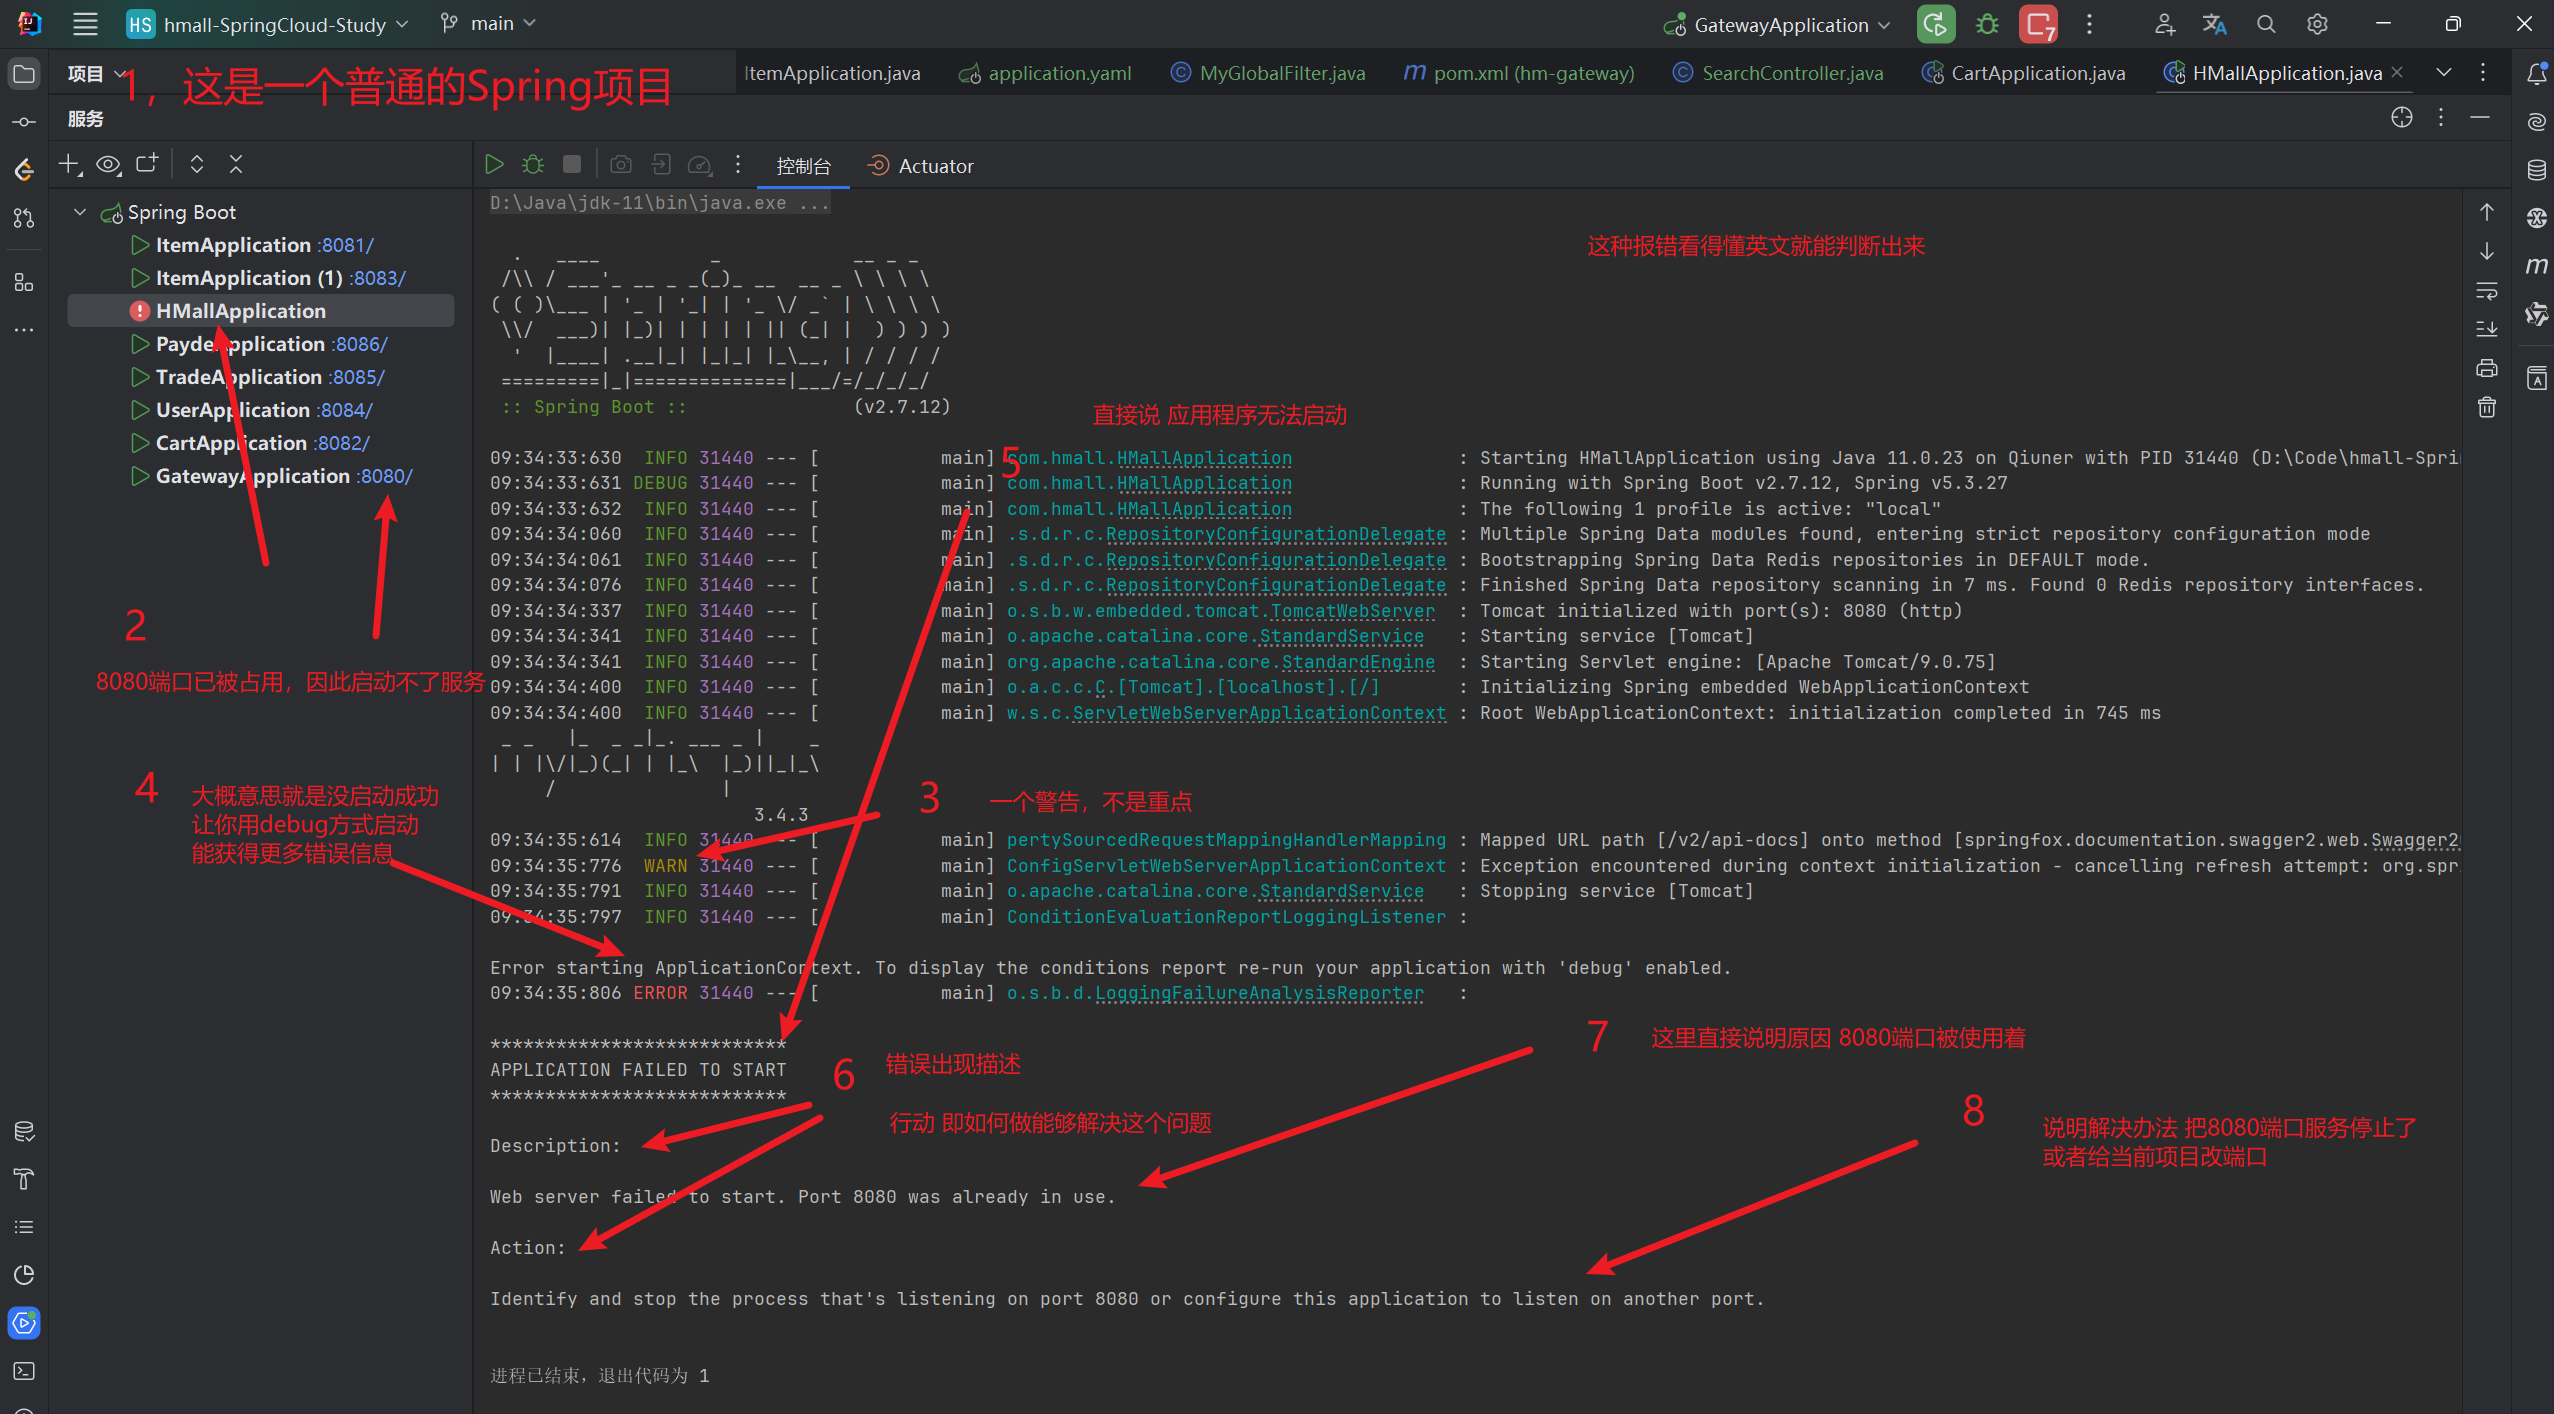 HS hmall-SpringCloud-Study main GatewayApplication 7
项目 ItemApplication.java application.yaml MyGlobalFilter.java pom.xml (hm-gateway) SearchController.java CartApplication.java HMallApplication.java
1，这是一个普通的Spring项目
服务
控制台 Actuator
Spring Boot
ItemApplication :8081/
ItemApplication (1) :8083/
HMallApplication
PaydeApplication :8086/
TradeApplication :8085/
UserApplication :8084/
CartApplication :8082/
GatewayApplication :8080/
2
8080端口已被占用，因此启动不了服务
4 大概意思就是没启动成功
让你用debug方式启动
能获得更多错误信息
D:\Java\jdk-11\bin\java.exe ...
这种报错看得懂英文就能判断出来
:: Spring Boot :: (v2.7.12)
直接说 应用程序无法启动
5
09:34:33:630 INFO 31440 --- [ main] com.hmall.HMallApplication : Starting HMallApplication using Java 11.0.23 on Qiuner with PID 31440 (D:\Code\hmall-Spri
09:34:33:631 DEBUG 31440 --- [ main] com.hmall.HMallApplication : Running with Spring Boot v2.7.12, Spring v5.3.27
09:34:33:632 INFO 31440 --- [ main] com.hmall.HMallApplication : The following 1 profile is active: "local"
09:34:34:060 INFO 31440 --- [ main] .s.d.r.c.RepositoryConfigurationDelegate : Multiple Spring Data modules found, entering strict repository configuration mode
09:34:34:061 INFO 31440 --- [ main] .s.d.r.c.RepositoryConfigurationDelegate : Bootstrapping Spring Data Redis repositories in DEFAULT mode.
09:34:34:076 INFO 31440 --- [ main] .s.d.r.c.RepositoryConfigurationDelegate : Finished Spring Data repository scanning in 7 ms. Found 0 Redis repository interfaces.
09:34:34:337 INFO 31440 --- [ main] o.s.b.w.embedded.tomcat.TomcatWebServer : Tomcat initialized with port(s): 8080 (http)
09:34:34:341 INFO 31440 --- [ main] o.apache.catalina.core.StandardService : Starting service [Tomcat]
09:34:34:341 INFO 31440 --- [ main] org.apache.catalina.core.StandardEngine : Starting Servlet engine: [Apache Tomcat/9.0.75]
09:34:34:400 INFO 31440 --- [ main] o.a.c.c.C.[Tomcat].[localhost].[/] : Initializing Spring embedded WebApplicationContext
09:34:34:400 INFO 31440 --- [ main] w.s.c.ServletWebServerApplicationContext : Root WebApplicationContext: initialization completed in 745 ms
3.4.3
3 一个警告，不是重点
09:34:35:614 INFO 31440 --- [ main] pertySourcedRequestMappingHandlerMapping : Mapped URL path [/v2/api-docs] onto method [springfox.documentation.swagger2.web.Swagger2
09:34:35:776 WARN 31440 --- [ main] ConfigServletWebServerApplicationContext : Exception encountered during context initialization - cancelling refresh attempt: org.spr
09:34:35:791 INFO 31440 --- [ main] o.apache.catalina.core.StandardService : Stopping service [Tomcat]
09:34:35:797 INFO 31440 --- [ main] ConditionEvaluationReportLoggingListener :
Error starting ApplicationContext. To display the conditions report re-run your application with 'debug' enabled.
09:34:35:806 ERROR 31440 --- [ main] o.s.b.d.LoggingFailureAnalysisReporter :
***************************
APPLICATION FAILED TO START
***************************
6 错误出现描述
行动 即如何做能够解决这个问题
7 这里直接说明原因 8080端口被使用着
8 说明解决办法 把8080端口服务停止了
或者给当前项目改端口
Description:
Web server failed to start. Port 8080 was already in use.
Action:
Identify and stop the process that's listening on port 8080 or configure this application to listen on another port.
进程已结束，退出代码为 1